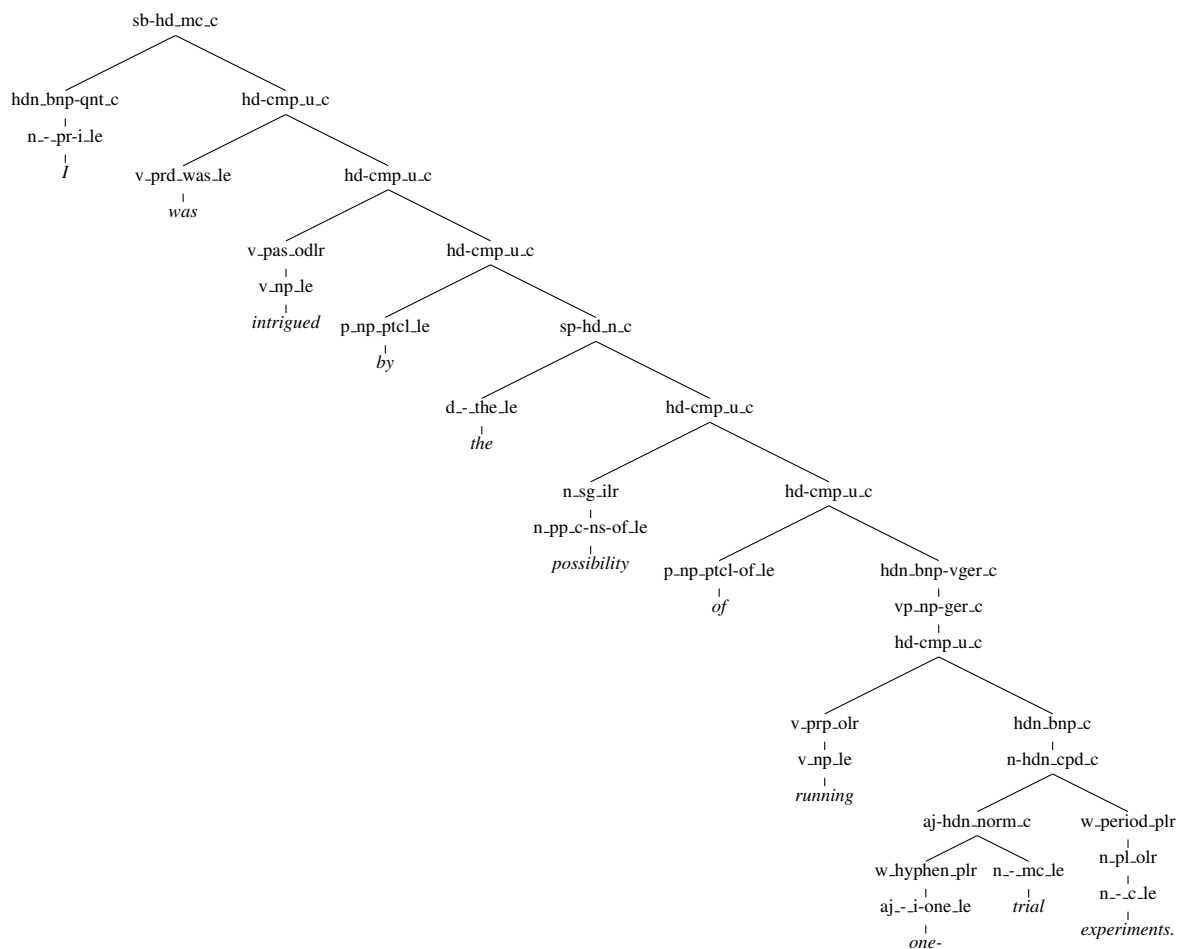 sb-hd_mc_c
hdn_bnp-qnt_c hd-cmp_u_c
n_-_pr-i_le
I v_prd_was_le hd-cmp_u_c
was
v_pas_odlr hd-cmp_u_c
v_np_le
intrigued p_np_ptcl_le sp-hd_n_c
by
d_-_the_le hd-cmp_u_c
the
n_sg_ilr hd-cmp_u_c
n_pp_c-ns-of_le
possibility p_np_ptcl-of_le hdn_bnp-vger_c
of vp_np-ger_c
hd-cmp_u_c
v_prp_olr hdn_bnp_c
v_np_le n-hdn_cpd_c
running
aj-hdn_norm_c w_period_plr
n_pl_olr
w_hyphen_plr n_-_mc_le
n_-_c_le
aj_-_i-one_le trial
experiments.
one-